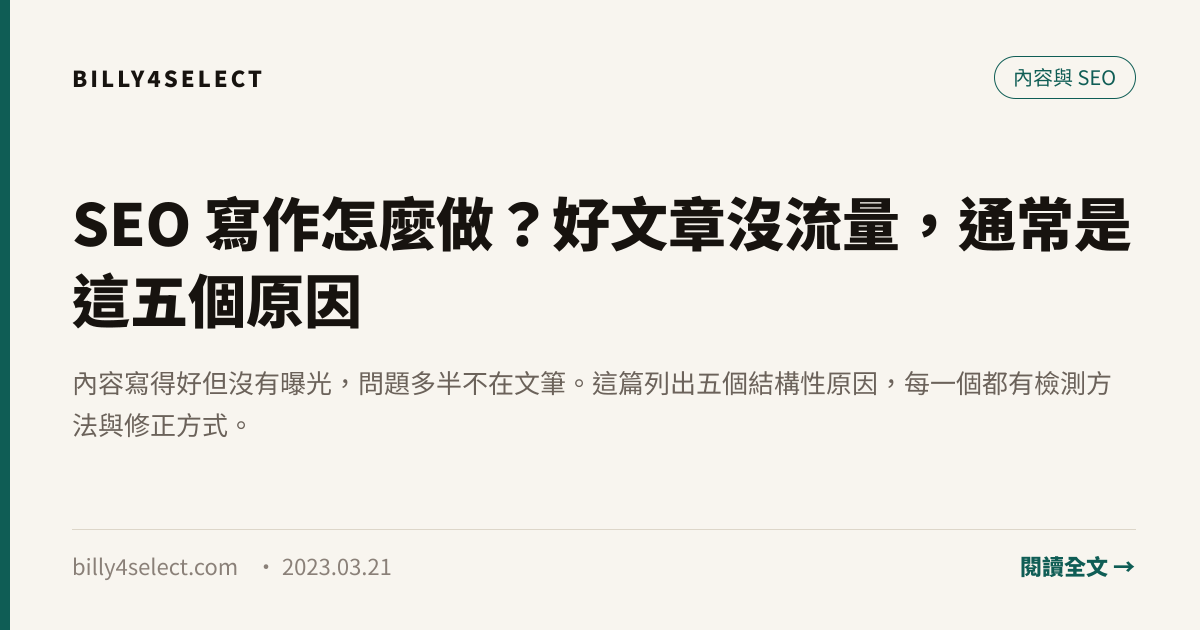 BILLY4SELECT
內容與 SEO
SEO 寫作怎麼做？好文章沒流量，通常是
這五個原因
內容寫得好但沒有曝光，問題多半不在文筆。這篇列出五個結構性原因，每一個都有檢測方
法與修正方式。
billy4select.com ・ 2023.03.21
閱讀全文 →